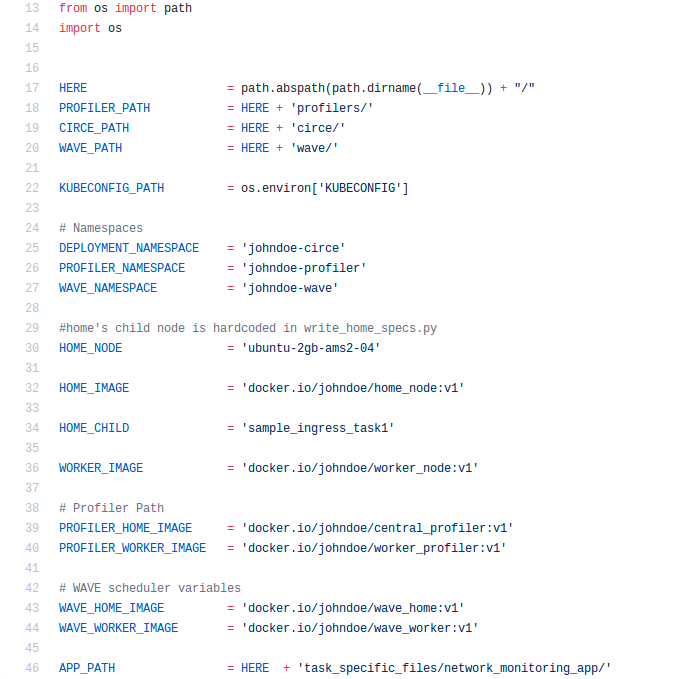 13 from os import path
14 import os
15
16
17 HERE = path.abspath(path.dirname(__file__)) + "/"
18 PROFILER_PATH = HERE + 'profilers/'
19 CIRCE_PATH = HERE + 'circe/'
20 WAVE_PATH = HERE + 'wave/'
21
22 KUBECONFIG_PATH = os.environ['KUBECONFIG']
23
24 # Namespaces
25 DEPLOYMENT_NAMESPACE = 'johndoe-circe'
26 PROFILER_NAMESPACE = 'johndoe-profiler'
27 WAVE_NAMESPACE = 'johndoe-wave'
28
29 #home's child node is hardcoded in write_home_specs.py
30 HOME_NODE = 'ubuntu-2gb-ams2-04'
31
32 HOME_IMAGE = 'docker.io/johndoe/home_node:v1'
33
34 HOME_CHILD = 'sample_ingress_task1'
35
36 WORKER_IMAGE = 'docker.io/johndoe/worker_node:v1'
37
38 # Profiler Path
39 PROFILER_HOME_IMAGE = 'docker.io/johndoe/central_profiler:v1'
40 PROFILER_WORKER_IMAGE = 'docker.io/johndoe/worker_profiler:v1'
41
42 # WAVE scheduler variables
43 WAVE_HOME_IMAGE = 'docker.io/johndoe/wave_home:v1'
44 WAVE_WORKER_IMAGE = 'docker.io/johndoe/wave_worker:v1'
45
46 APP_PATH = HERE + 'task_specific_files/network_monitoring_app/'